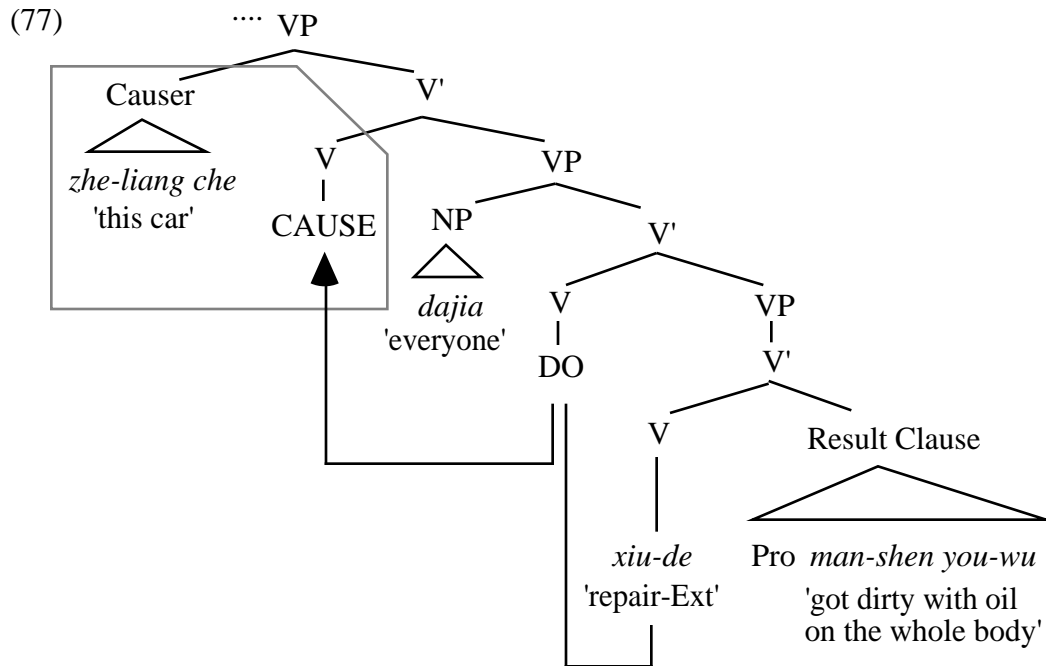 (77)
.... VP
Causer
V'
zhe-liang che
'this car'
V
CAUSE
VP
NP
dajia
'everyone'
V'
V
DO
VP
V'
V
Result Clause
xiu-de
'repair-Ext'
Pro man-shen you-wu
'got dirty with oil
on the whole body'